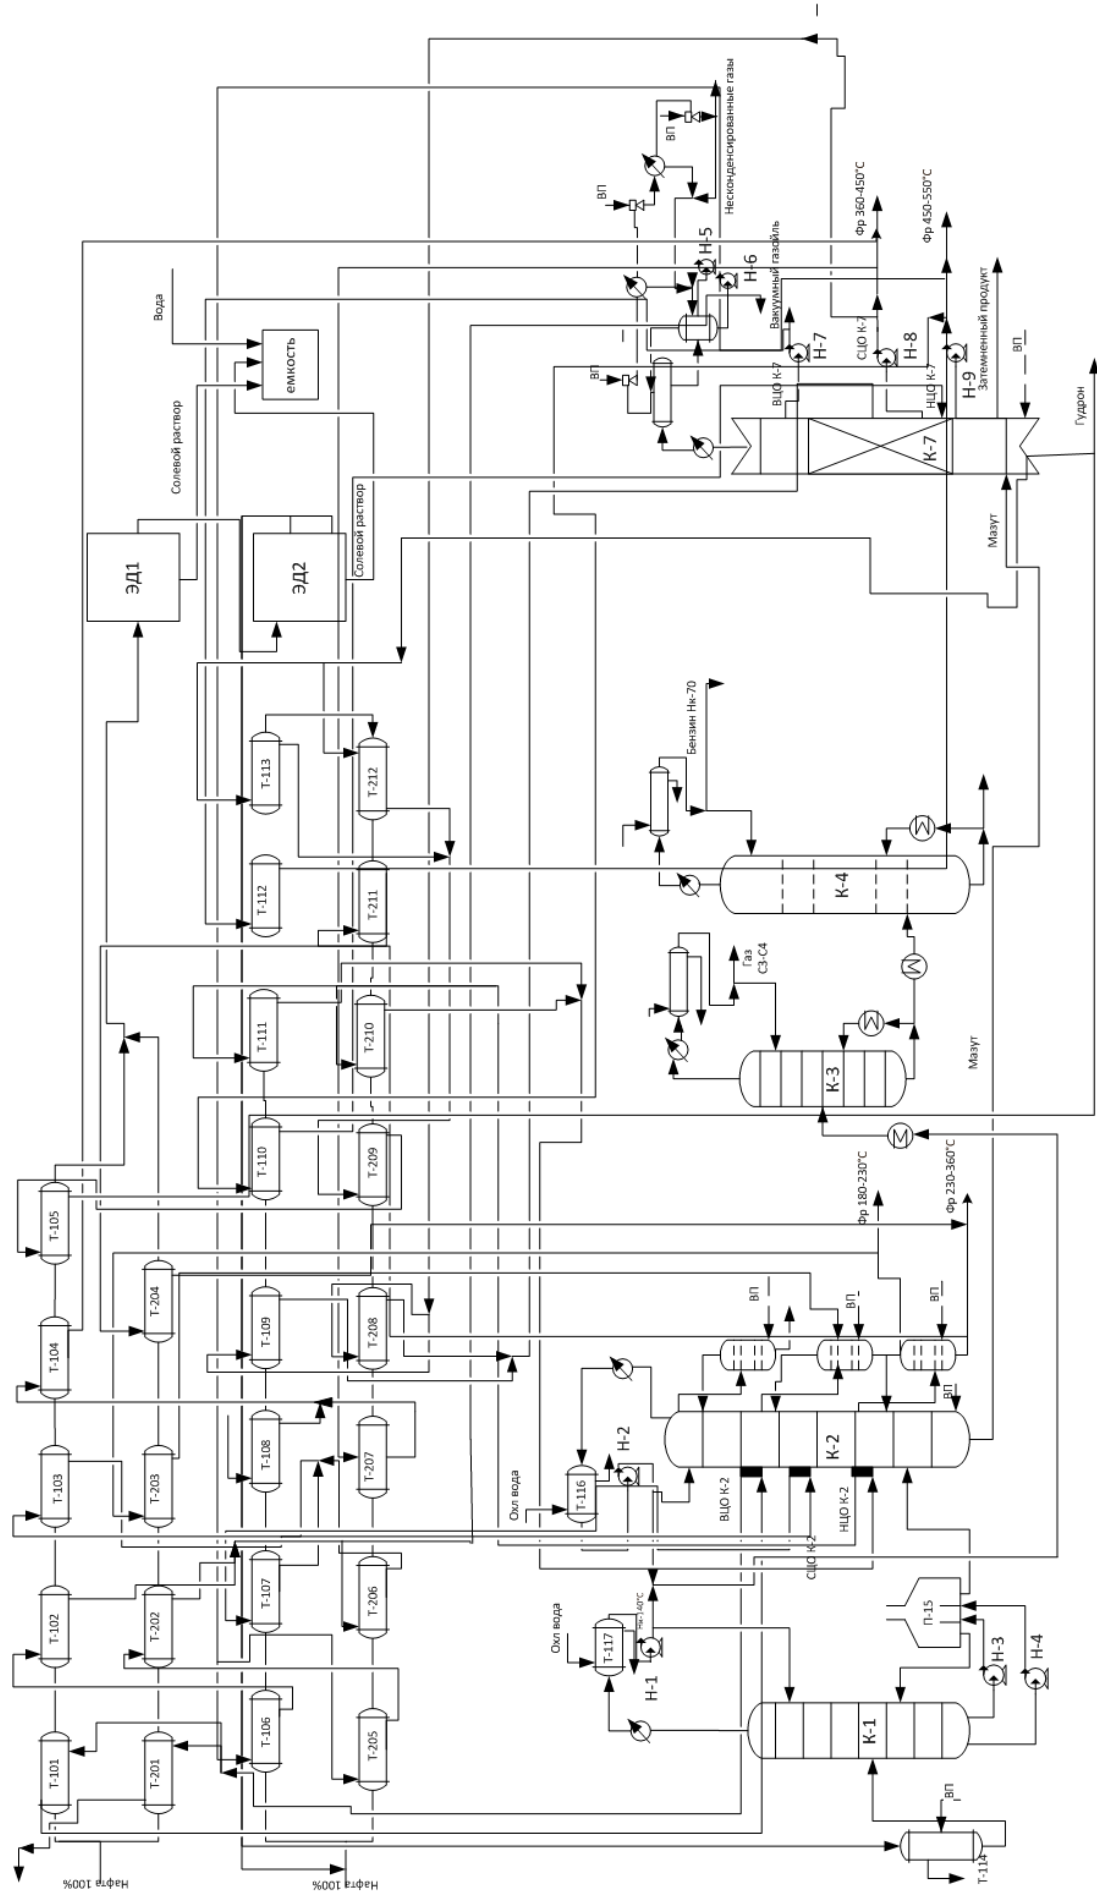 Нафта 100%
Нафта 100%
Т-101
Т-102
Т-103
Т-104
Т-105
Т-201
Т-202
Т-203
Т-204
Т-106
Т-107
Т-108
Т-109
Т-110
Т-111
Т-112
Т-113
Т-205
Т-206
Т-207
Т-208
Т-209
Т-210
Т-211
Т-212
ЭД1
ЭД2
Солевой раствор
Солевой раствор
Вода
емкость
Т-114
ВП
К-1
Охл вода
Т-117
Н-1
Н-3
Н-4
П-15
Охл вода
Т-116
Н-2
ВЦО К-2
СЦО К-2
НЦО К-2
К-2
ВП
ВП
ВП
ВП
Фр 180-230°С
Фр 230-360°С
К-3
Газ
С3-С4
К-4
Бензин Нк-70
Мазут
Мазут
К-7
ВП
ВП
ВП
ВП
Несконденсированные газы
Н-5
Н-6
Вакуумный газойль
ВЦО К-7
Н-7
СЦО К-7
Н-8
НЦО К-7
Н-9
Фр 360-450°С
Фр 450-550°С
Затемненный продукт
Гудрон